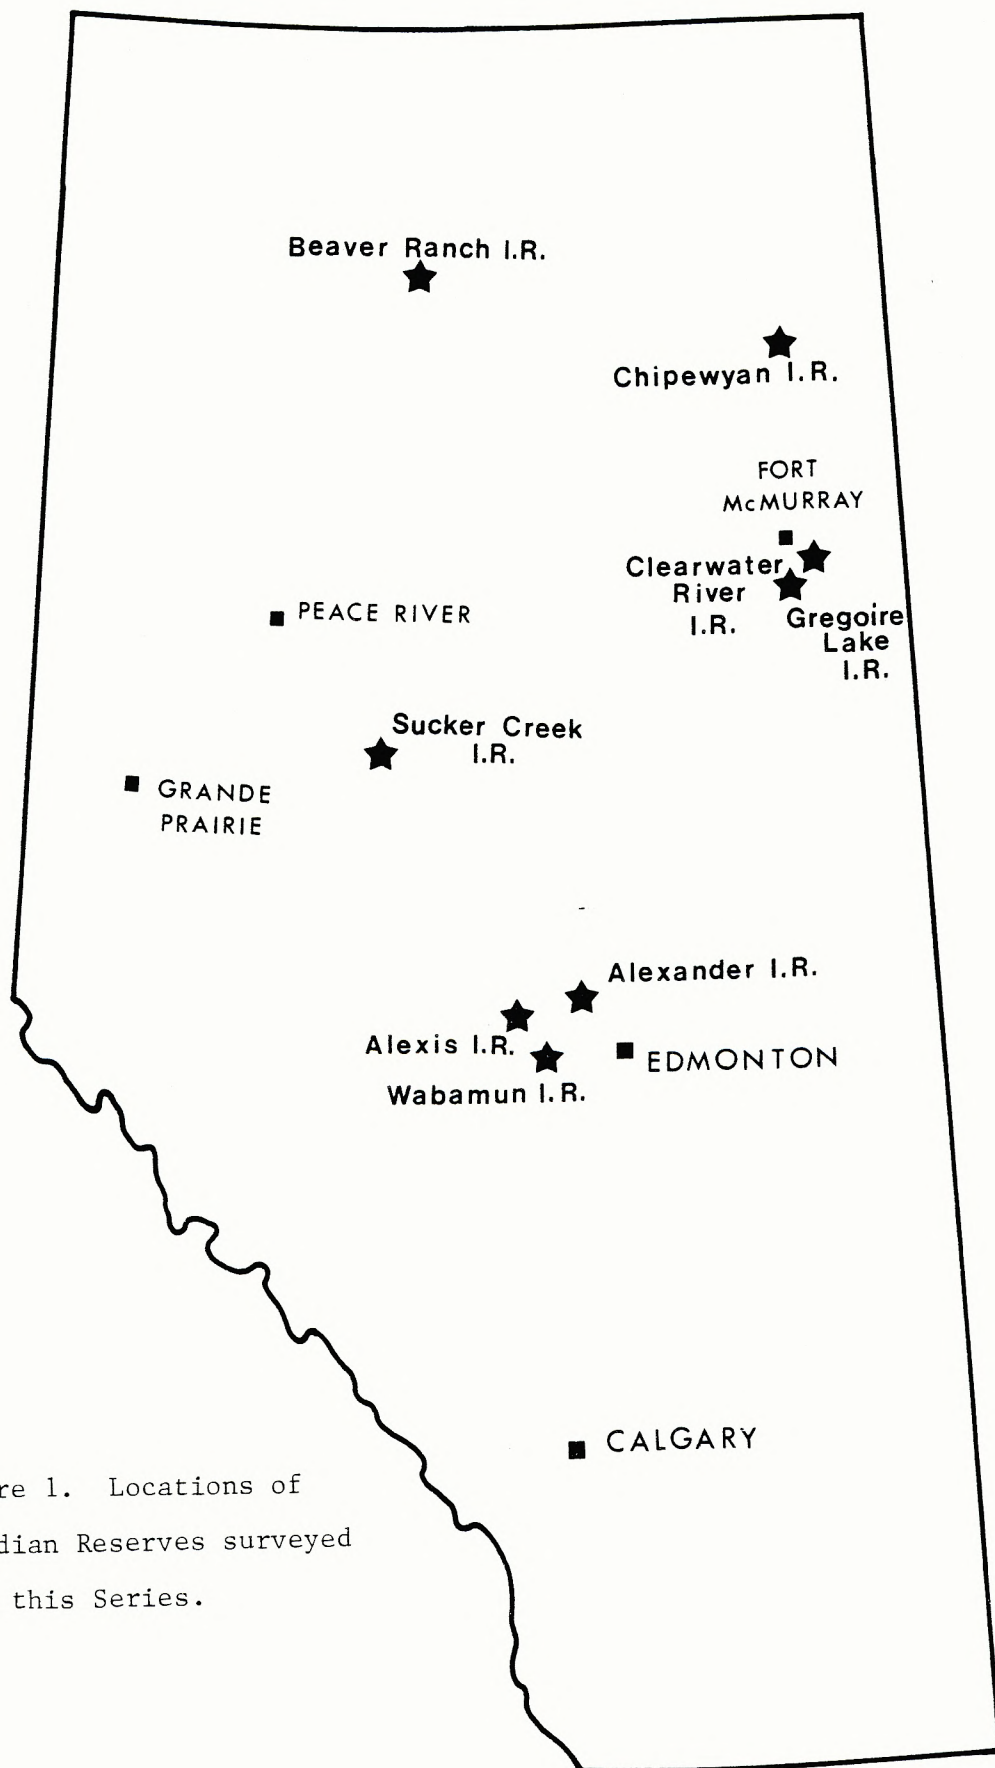 Beaver Ranch I.R.
Chipewyan I.R.
FORT
McMURRAY
Clearwater
River
I.R.
Gregoire
Lake
I.R.
PEACE RIVER
Sucker Creek
I.R.
GRANDE
PRAIRIE
Alexander I.R.
Alexis I.R.
EDMONTON
Wabamun I.R.
CALGARY
re 1. Locations of
dian Reserves surveyed
this Series.